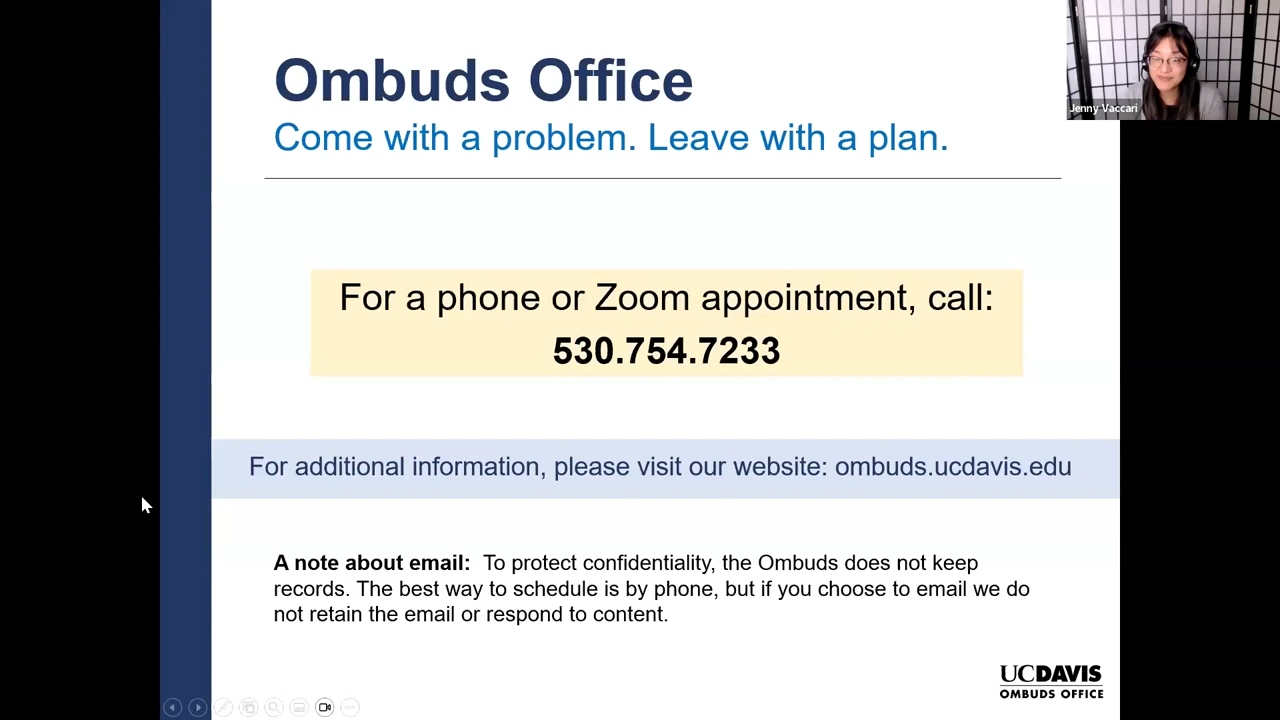 Ombuds Office
Come with a problem. Leave with a plan.
Jenny Vaccari
For a phone or Zoom appointment, call:
530.754.7233
For additional information, please visit our website: ombuds.ucdavis.edu
A note about email: To protect confidentiality, the Ombuds does not keep
records. The best way to schedule is by phone, but if you choose to email we do
not retain the email or respond to content.
UCDAVIS
OMBUDS OFFICE